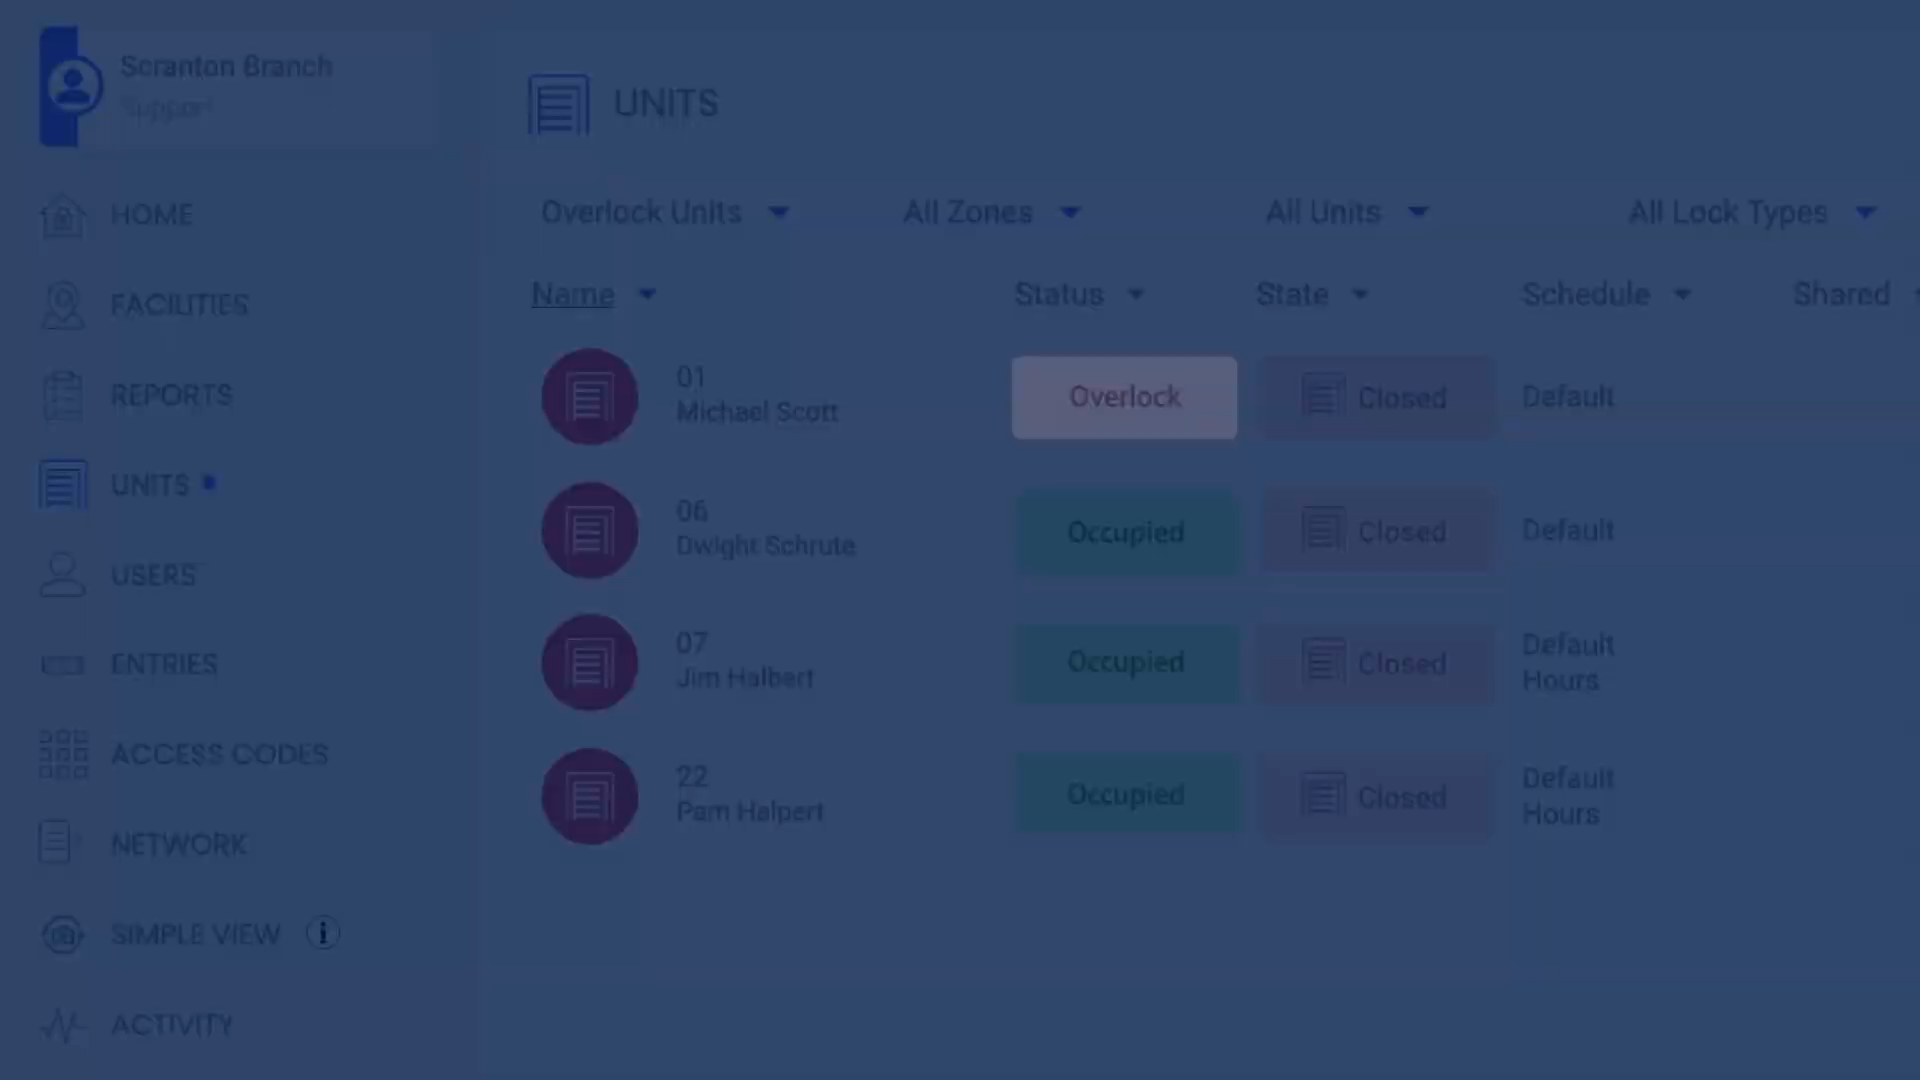 Scranton Branch
Support
HOME
FACILITIES
REPORTS
UNITS
USERS
ENTRIES
ACCESS CODES
NETWORK
SIMPLE VIEW
ACTIVITY
UNITS
Overlock Units All Zones All Units All Lock Types
Name Status State Schedule Shared
01
Michael Scott
Overlock Closed Default
06
Dwight Schrute
Occupied Closed Default
07
Jim Halbert
Occupied Closed Default
Hours
22
Pam Halpert
Occupied Closed Default
Hours